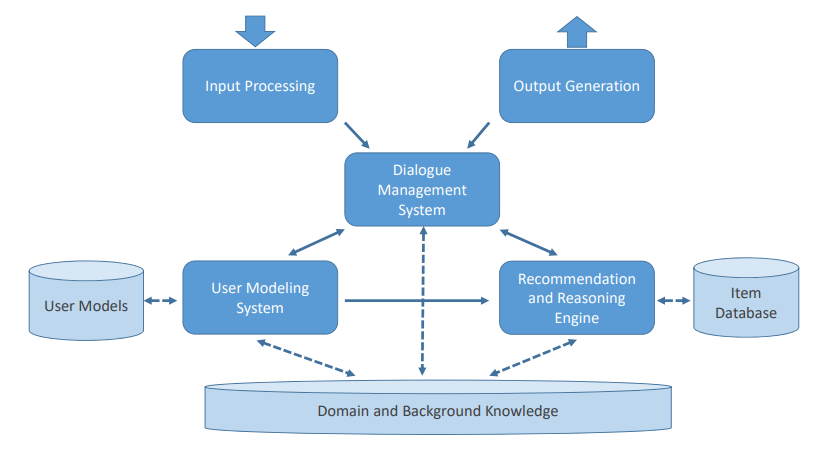 Input Processing
Output Generation
Dialogue
Management
System
User Models
User Modeling
System
Recommendation
and Reasoning
Engine
Item
Database
Domain and Background Knowledge